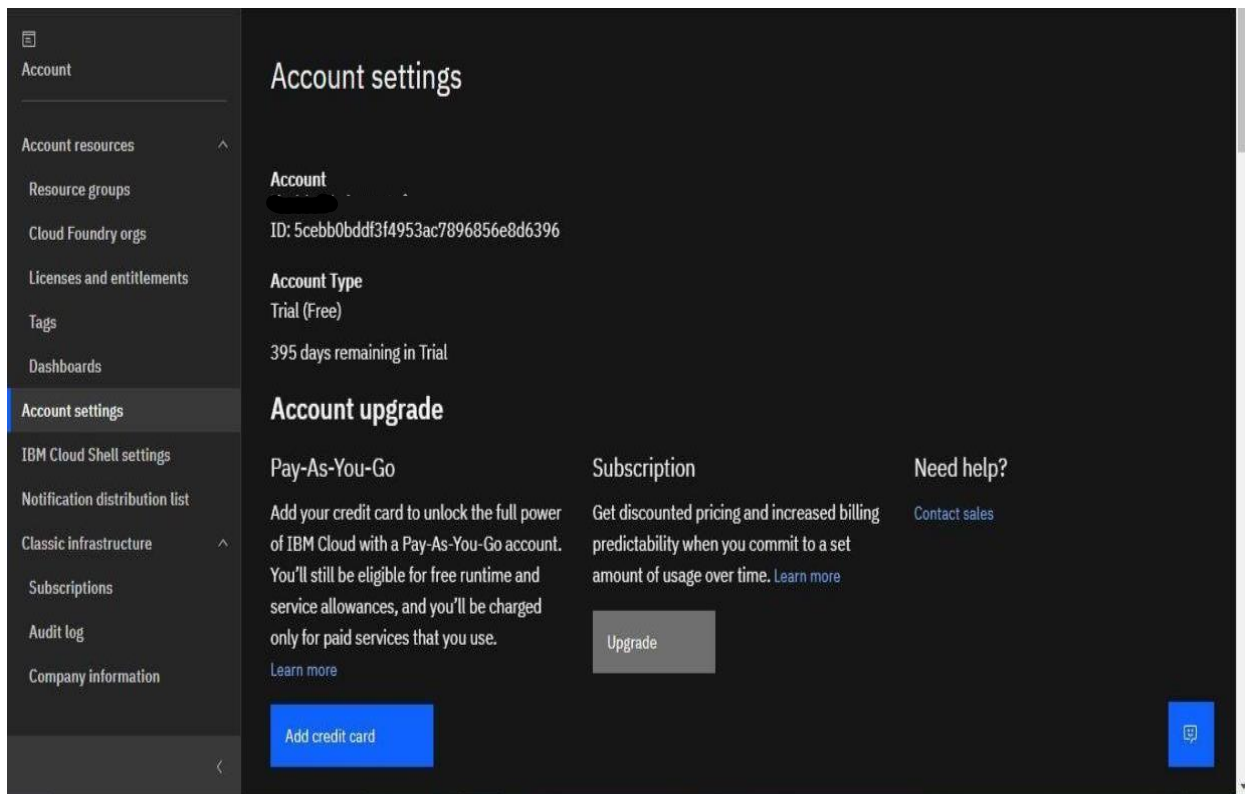 Account
Account resources
Resource groups
Cloud Foundry orgs
Licenses and entitlements
Tags
Dashboards
Account settings
IBM Cloud Shell settings
Notification distribution list
Classic infrastructure
Subscriptions
Audit log
Company information
Account settings
Account
ID: 5cebb0bddf3f4953ac7896856e8d6396
Account Type
Trial (Free)
395 days remaining in Trial
Account upgrade
Pay-As-You-Go
Add your credit card to unlock the full power
of IBM Cloud with a Pay-As-You-Go account.
You'll still be eligible for free runtime and
service allowances, and you'll be charged
only for paid services that you use.
Learn more
Add credit card
Subscription
Get discounted pricing and increased billing
predictability when you commit to a set
amount of usage over time. Learn more
Upgrade
Need help?
Contact sales